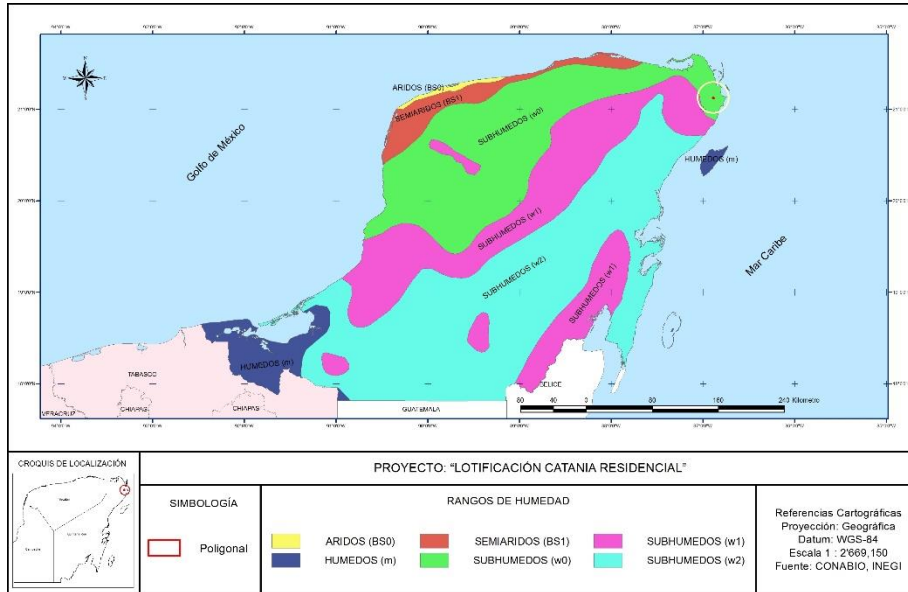 Golfo de México
ARIDOS (BS0)
SEMIARIDOS (BS1)
SUBHUMEDOS (w0)
HUMEDOS (m)
SUBHUMEDOS (w1)
SUBHUMEDOS (w2)
SUBHUMEDOS (w1)
Mar Caribe
HUMEDOS (m)
TABASCO
VERACRUZ
CHIAPAS
CHIAPAS
GUATEMALA
BELICE
80 40 0 80 160 240 Kilometro
CROQUIS DE LOCALIZACIÓN
PROYECTO: “LOTIFICACIÓN CATANIA RESIDENCIAL”
SIMBOLOGÍA
Poligonal
RANGOS DE HUMEDAD
ARIDOS (BS0)
SEMIARIDOS (BS1)
SUBHUMEDOS (w1)
HUMEDOS (m)
SUBHUMEDOS (w0)
SUBHUMEDOS (w2)
Referencias Cartográficas
Proyección: Geográfica
Datum: WGS-84
Escala 1 : 2'669,150
Fuente: CONABIO, INEGI